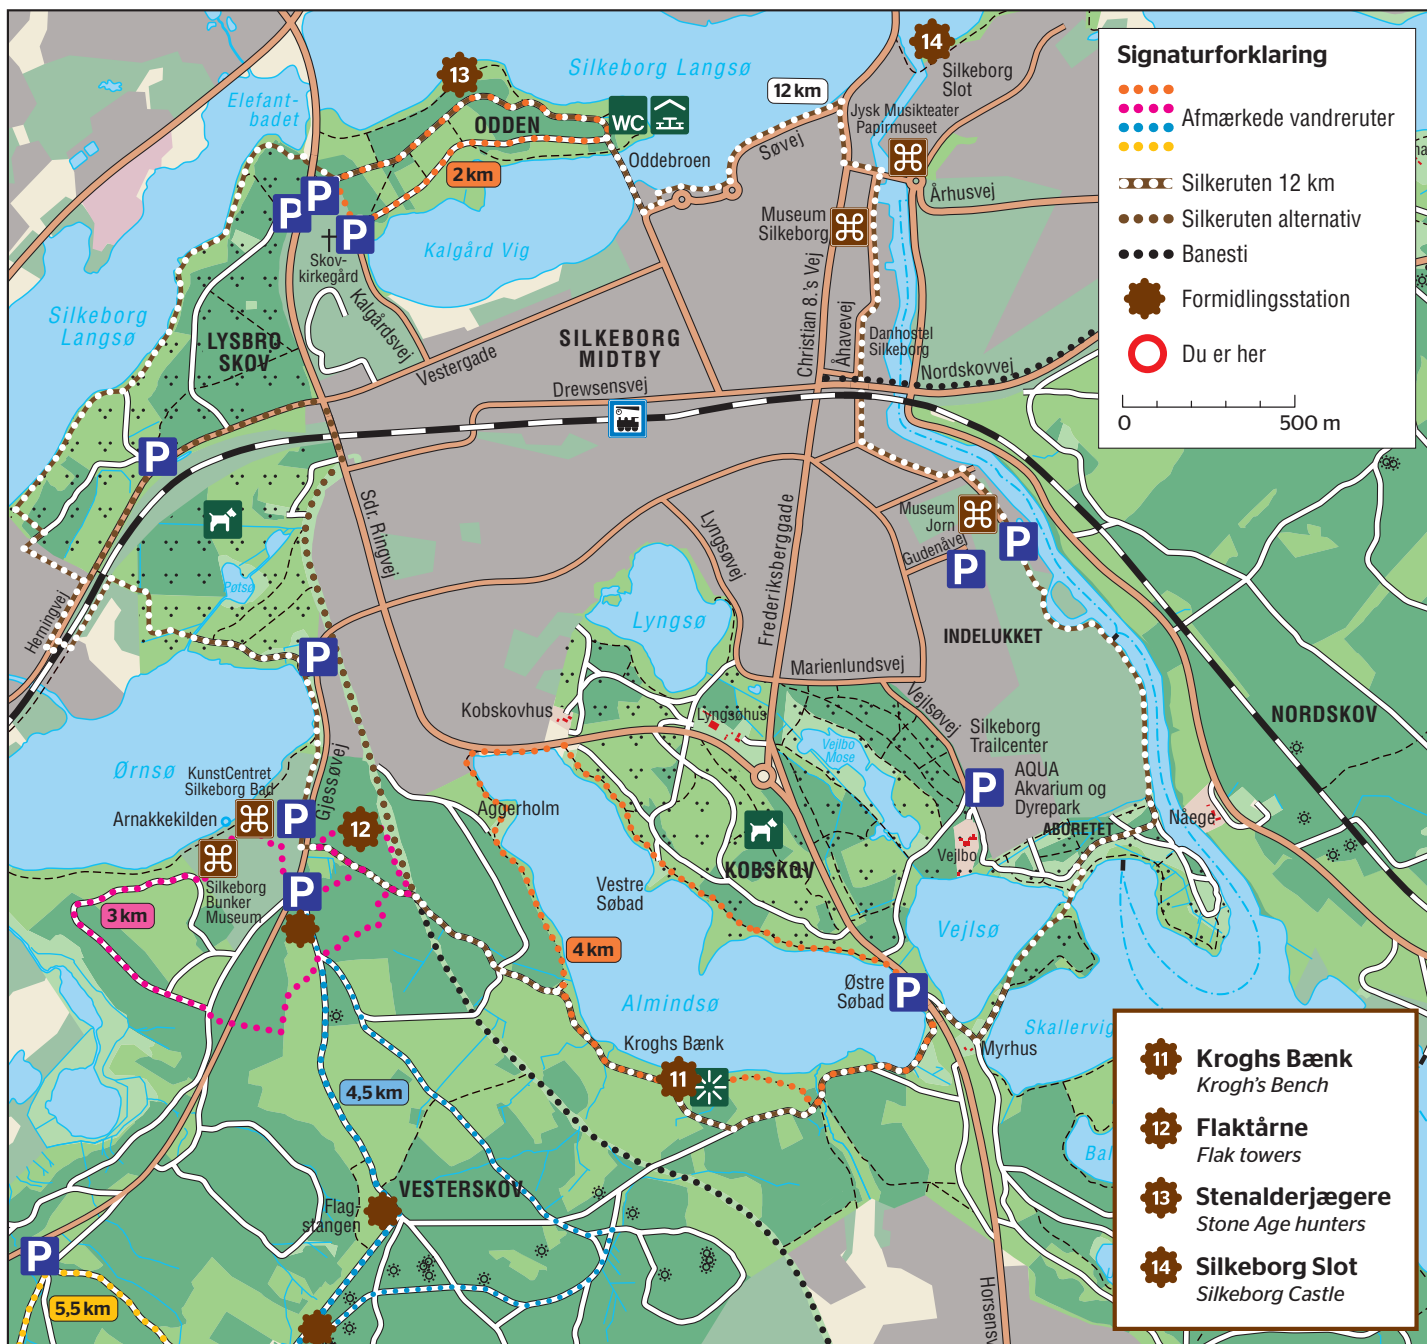 14
Silkeborg
Slot
Silkeborg Langsø
13
Elefant-
badet
12 km
ODDEN
WC
Jysk Musikteater
Papirmuseet
Søvej
Oddebroen
2 km
Århusvej
P
P
P
Museum
Silkeborg
Skov-
kirkegård
Kalgård Vig
Kalgårdsvej
Silkeborg
Langsø
LYSBRO
SKOV
SILKEBORG
MIDTBY
Christian 8.'s Vej
Åhavevej
Danhostel
Silkeborg
Vestergade
Drewsensvej
Nordskovvej
P
Sdr. Ringvej
Lyngsøvej
Frederiksberggade
Museum
Jorn
Gudenåvej
P
P
Pøtsø
Herningvej
Lyngsø
INDELUKKET
P
Marienlundsvej
Vejlsøvej
Kobskovhus
Lyngsøhus
NORDSKOV
Silkeborg
Trailcenter
Vejlbo
Mose
Ørnsø
KunstCentret
Silkeborg Bad
Gjessøvej
P
AQUA
Akvarium og
Dyrepark
Arnakkekilden
P
12
Aggerholm
ABORETET
Nåege
Vejlbo
KOBSKOV
Silkeborg
Bunker
Museum
P
3 km
Vestre
Søbad
4 km
Vejlsø
Østre
Søbad
P
Almindsø
Kroghs Bænk
Skallervig
Myrhus
11
4,5 km
VESTERSKOV
Flag-
stangen
P
5,5 km
Signaturforklaring
Afmærkede vandreruter
Silkeruten 12 km
Silkeruten alternativ
Banesti
Formidlingsstation
Du er her
0 500 m
11 Kroghs Bænk
Krogh's Bench
12 Flaktårne
Flak towers
13 Stenalderjægere
Stone Age hunters
14 Silkeborg Slot
Silkeborg Castle